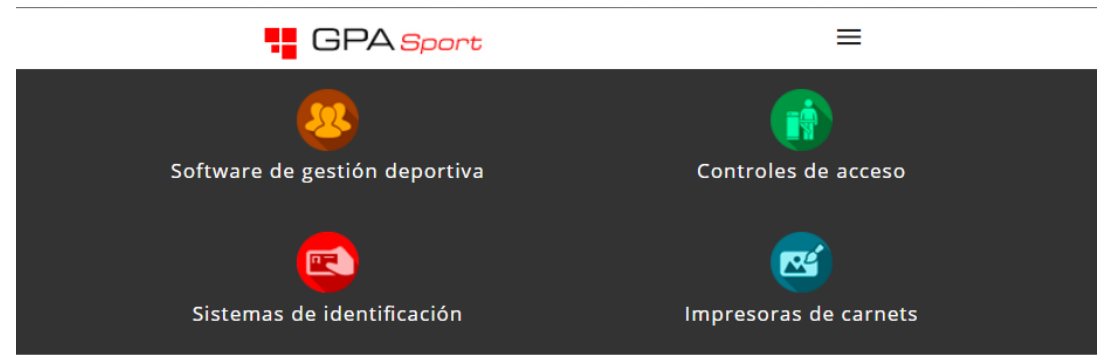 GPA Sport
Software de gestión deportiva
Controles de acceso
Sistemas de identificación
Impresoras de carnets